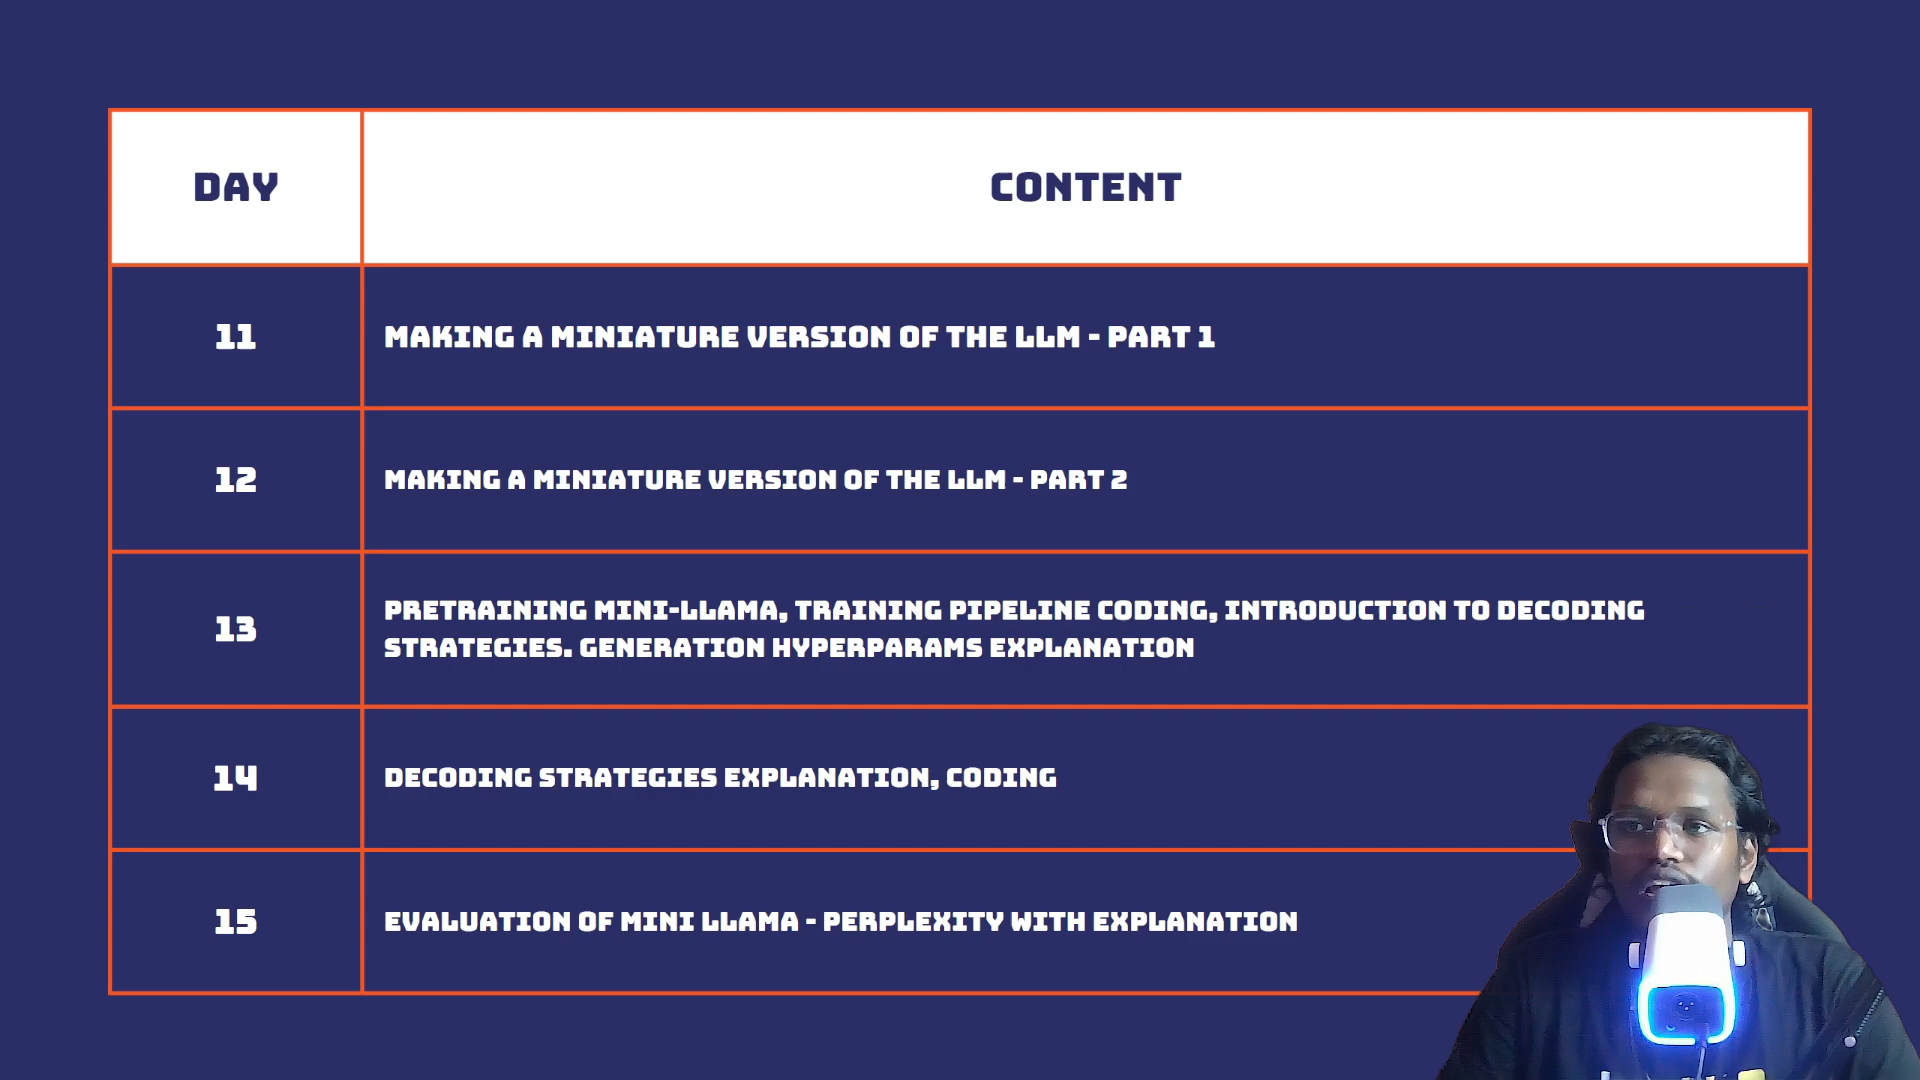 DAY
CONTENT
11
MAKING A MINIATURE VERSION OF THE LLM - PART 1
12
MAKING A MINIATURE VERSION OF THE LLM - PART 2
13
PRETRAINING MINI-LLAMA, TRAINING PIPELINE CODING, INTRODUCTION TO DECODING
STRATEGIES. GENERATION HYPERPARAMS EXPLANATION
14
DECODING STRATEGIES EXPLANATION, CODING
15
EVALUATION OF MINI LLAMA - PERPLEXITY WITH EXPLANATION